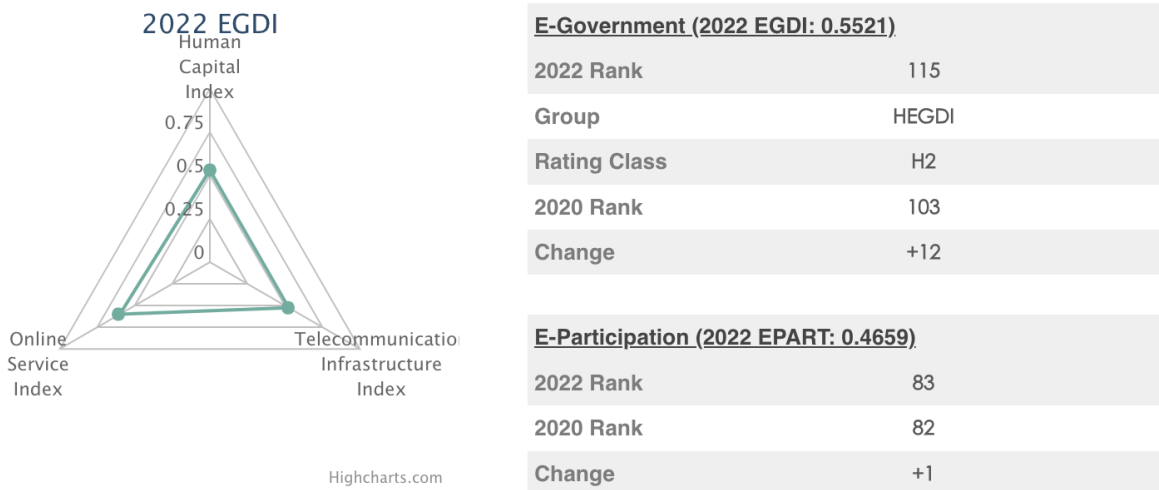 2022 EGDI
Human
Capital
Index
0.75
0.5
0.25
0
Online
Service
Index
Telecommunicatio
Infrastructure
Index
Highcharts.com
E-Government (2022 EGDI: 0.5521)
2022 Rank 115
Group HEGDI
Rating Class H2
2020 Rank 103
Change +12
E-Participation (2022 EPART: 0.4659)
2022 Rank 83
2020 Rank 82
Change +1